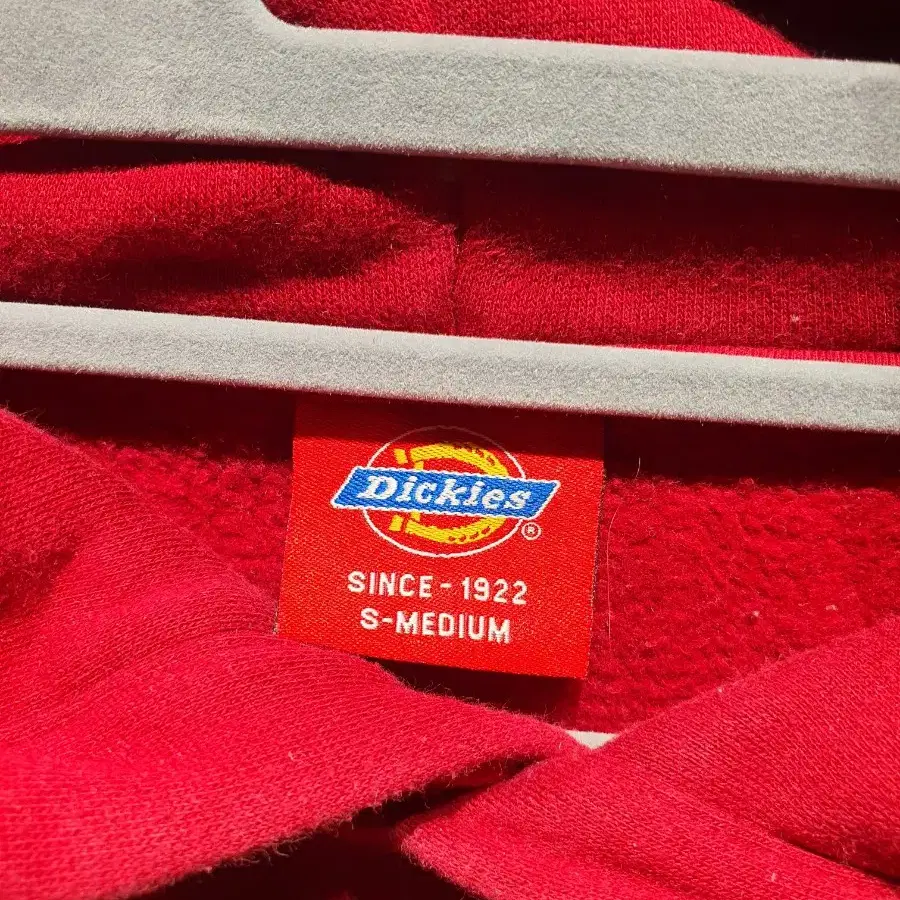 Dickies
®
SINCE - 1922
S-MEDIUM